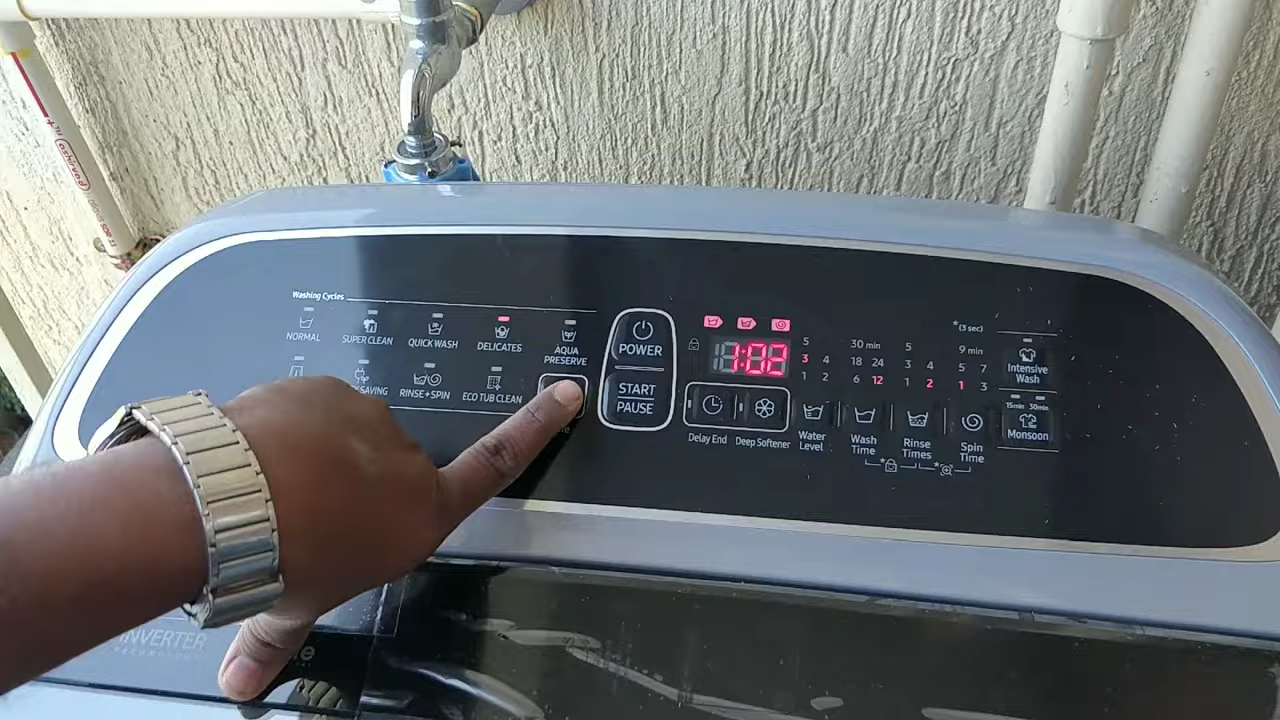 Washing Cycles
NORMAL
SUPER CLEAN
QUICK WASH
DELICATES
AQUA
PRESERVE
SAVING
RINSE+SPIN
ECO TUB CLEAN
POWER
START
PAUSE
1:02
Delay End
Deep Softener
5
3 4
1 2
Water
Level
30 min
18 24
6 12
Wash
Time
5
3 4
1 2
Rinse
Times
*(3 sec)
9 min
5 7
1 3
Spin
Time
Intensive
Wash
15min 30min
Monsoon
INVERTER
TECHNOLOGY